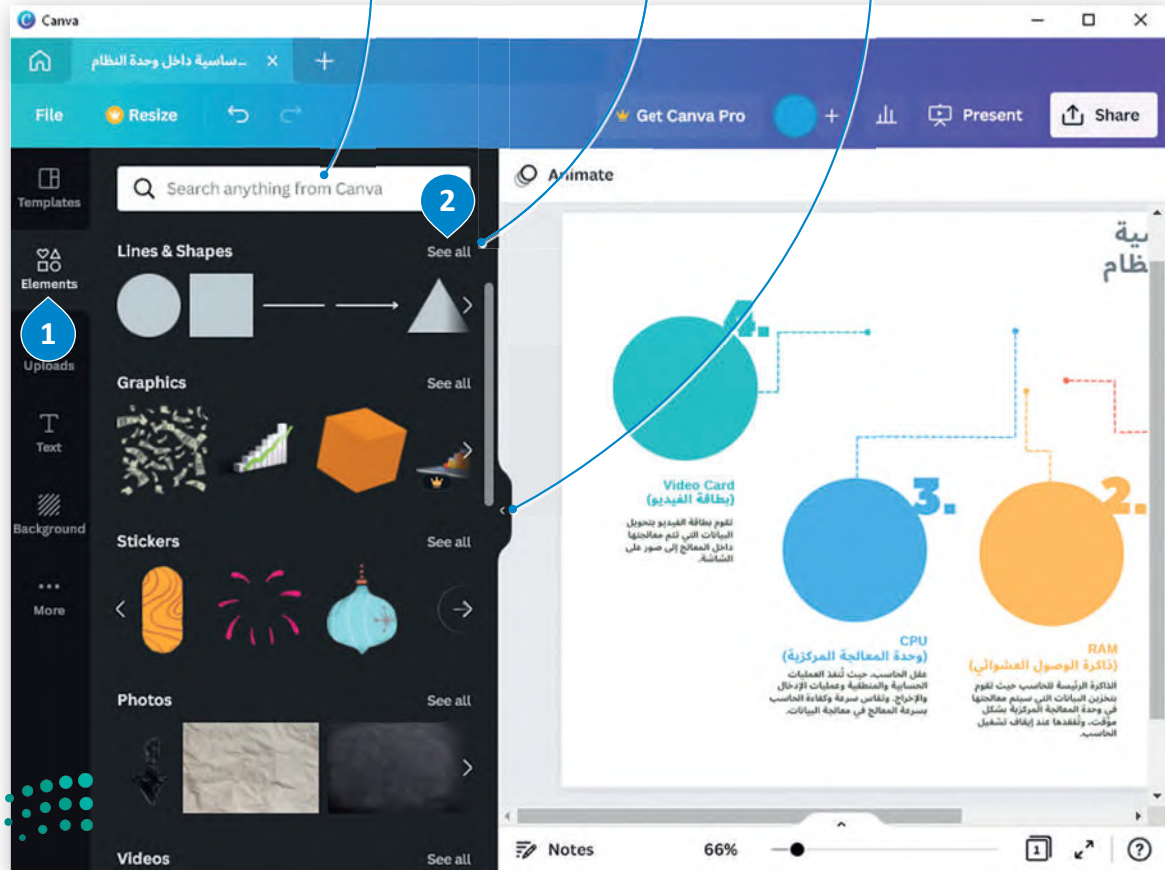 Canva
ساسية داخل وحدة النظام...
File
Resize
Get Canva Pro
Present
Share
Templates
Elements
1
Uploads
Text
Background
More
Search anything from Canva
2
Lines & Shapes
See all
Graphics
See all
Stickers
See all
Photos
See all
Videos
See all
Animate
سية
ظام
4.
Video Card
(بطاقة الفيديو)
تقوم بطاقة الفيديو بتحويل
البيانات التي تتم معالجتها
داخل المعالج إلى صور على
الشاشة.
3.
CPU
(وحدة المعالجة المركزية)
عقل الحاسب، حيث تُنفذ العمليات
الحسابية والمنطقية وعمليات الإدخال
والإخراج. وتقاس سرعة وكفاءة الحاسب
بسرعة المعالج في معالجة البيانات.
2.
RAM
(ذاكرة الوصول العشوائي)
الذاكرة الرئيسة للحاسب حيث تقوم
بتخزين البيانات التي سيتم معالجتها
في وحدة المعالجة المركزية بشكل
مؤقت، وتُفقدها عند إيقاف تشغيل
الحاسب.
Notes
66%
1
?